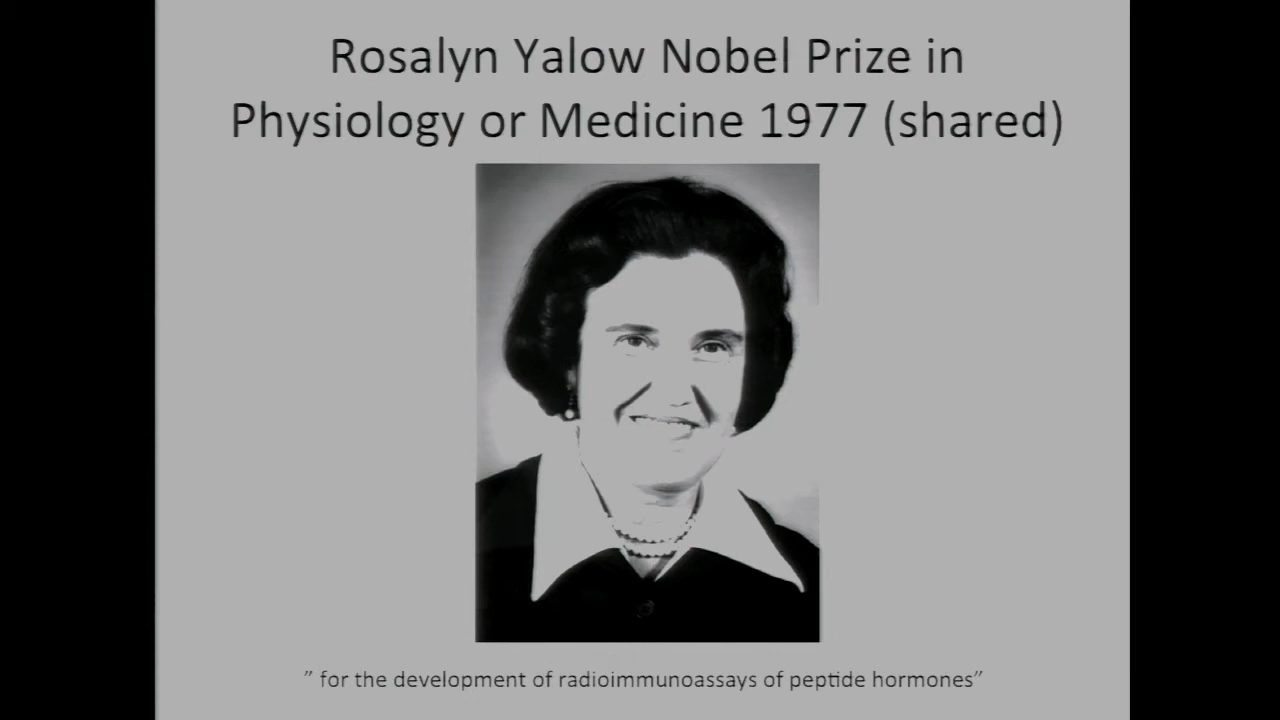 Rosalyn Yalow Nobel Prize in
Physiology or Medicine 1977 (shared)
” for the development of radioimmunoassays of peptide hormones”